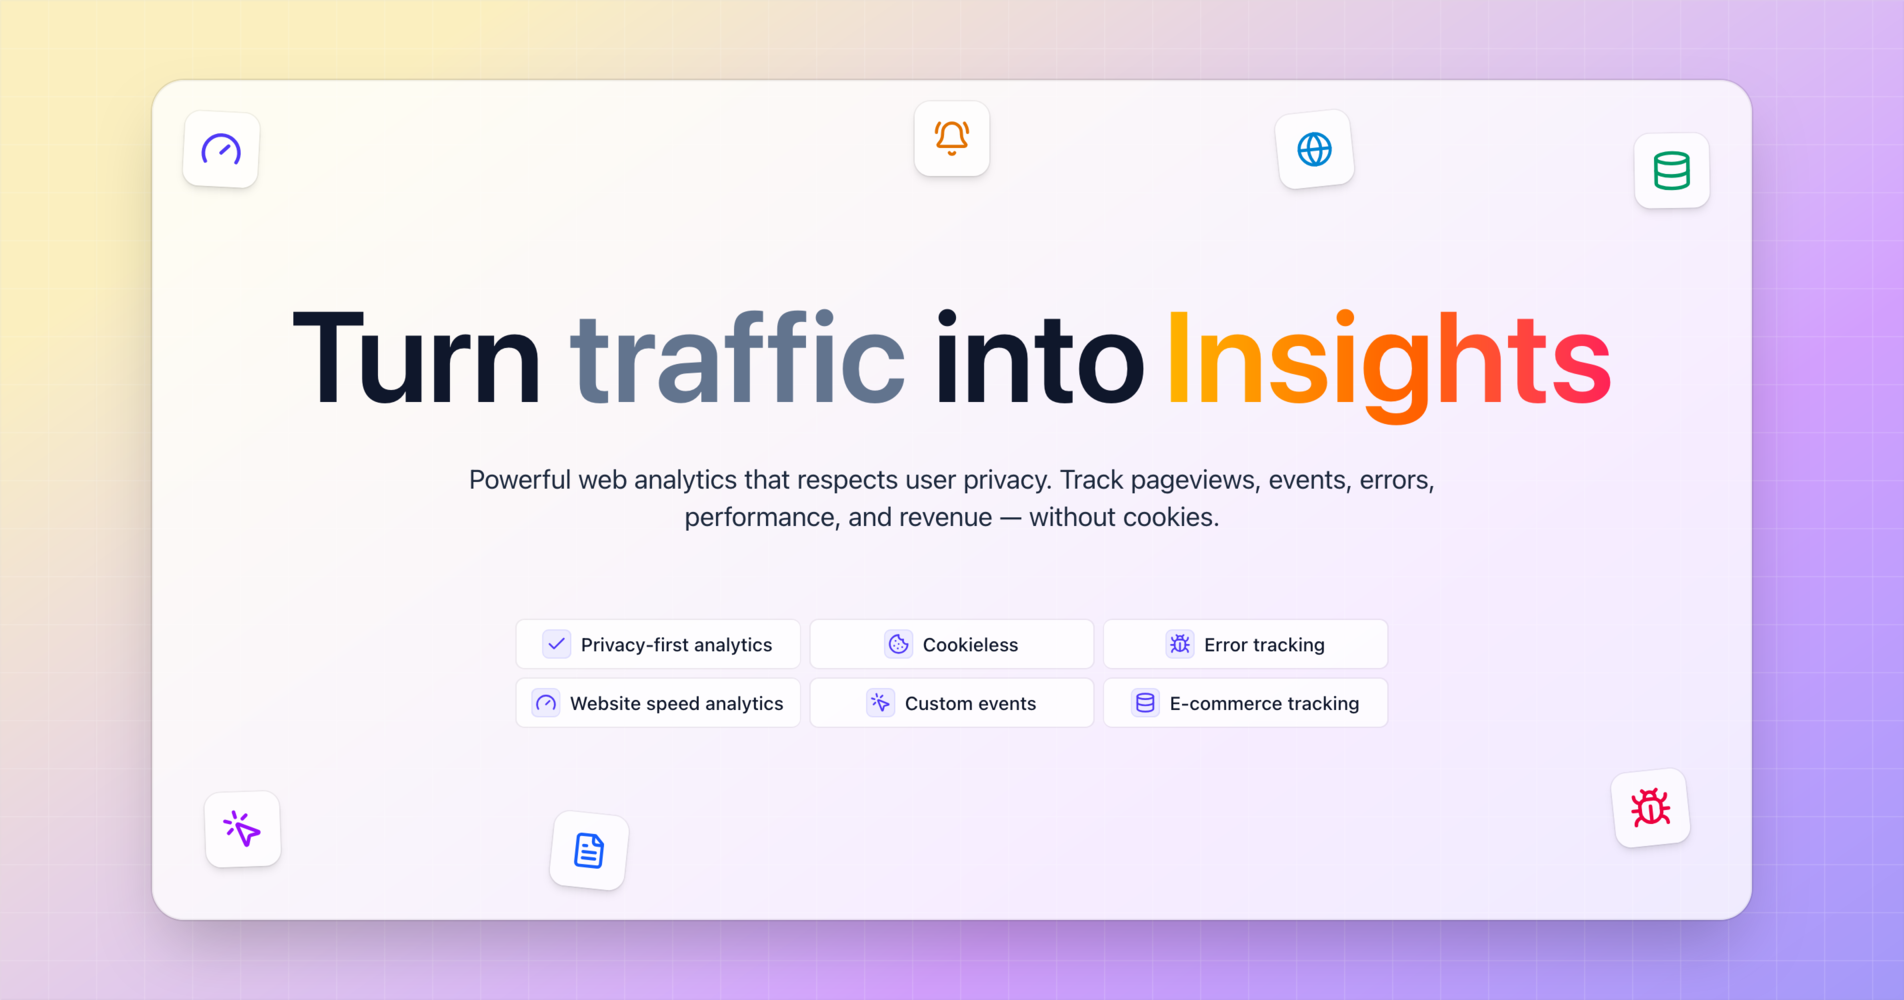 Turn traffic into Insights
Powerful web analytics that respects user privacy. Track pageviews, events, errors,
performance, and revenue — without cookies.
Privacy-first analytics
Cookieless
Error tracking
Website speed analytics
Custom events
E-commerce tracking